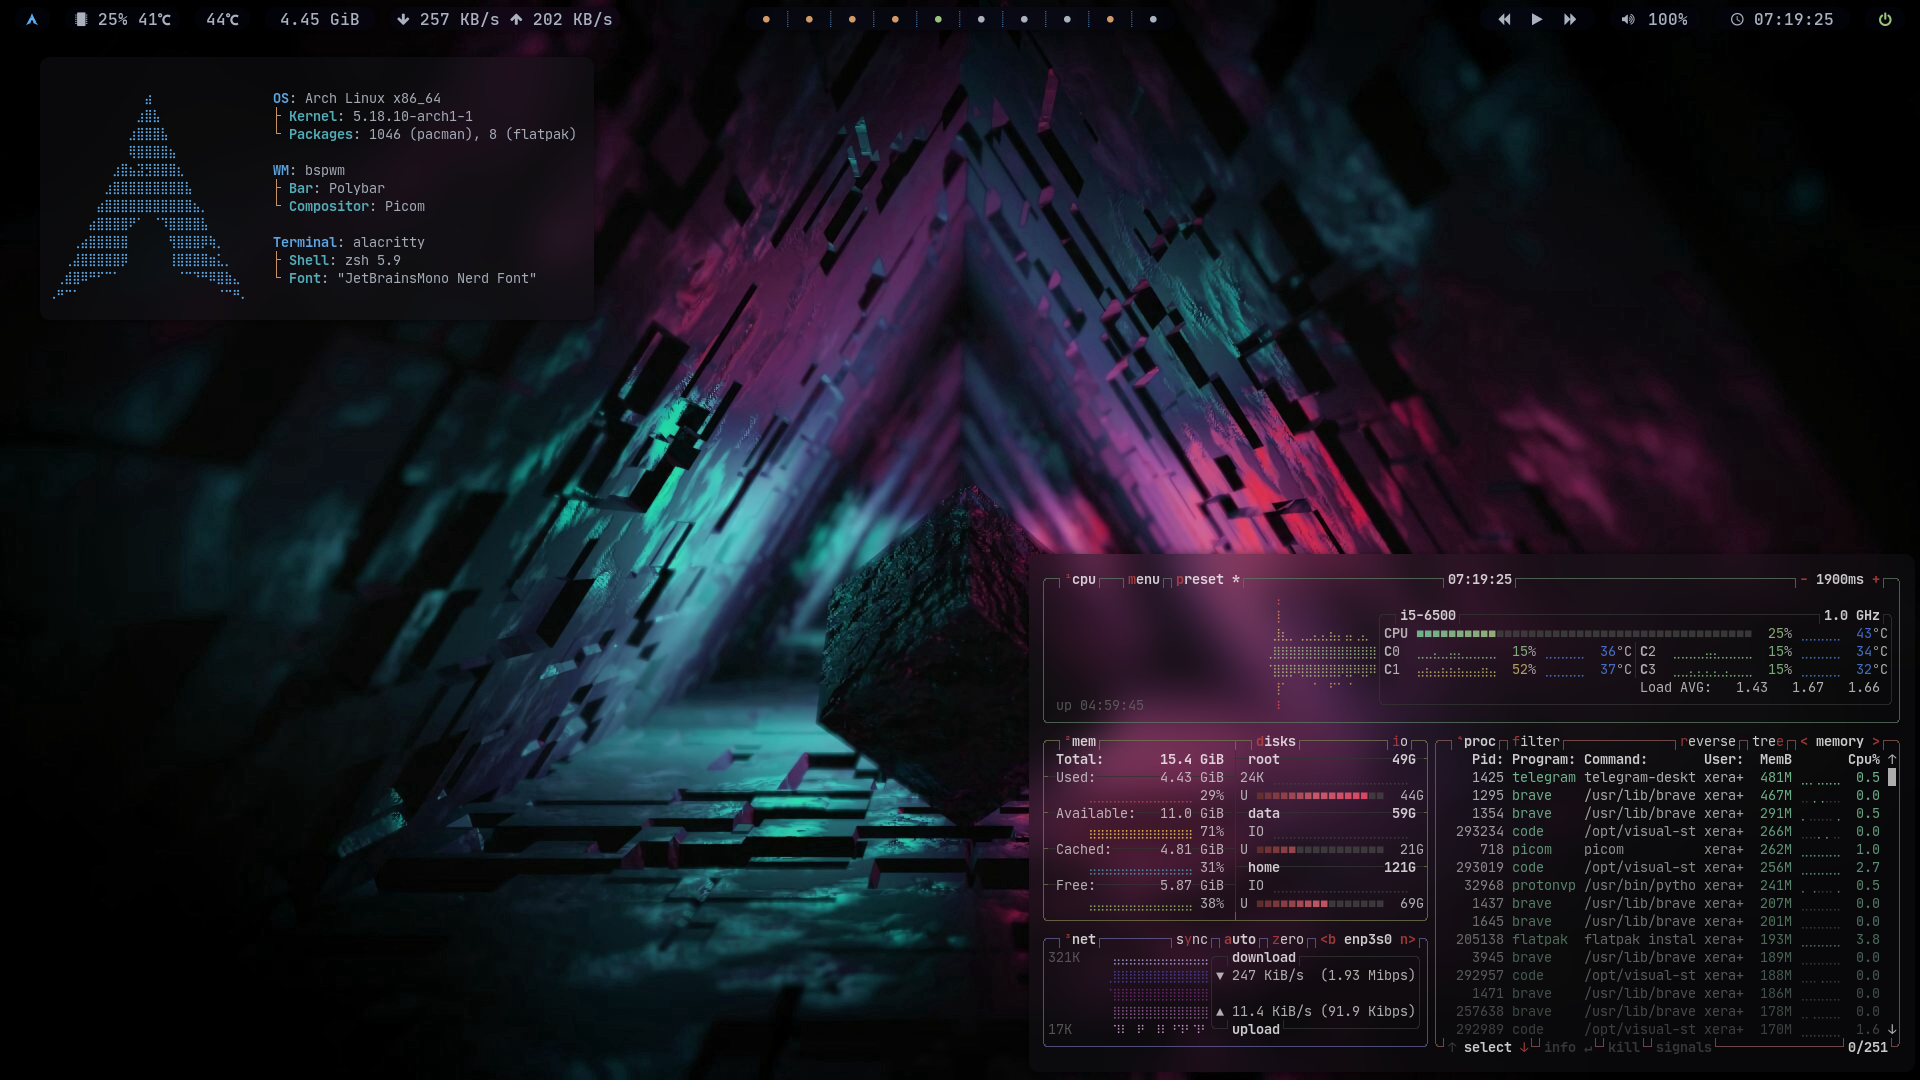 25% 41℃ 44℃ 4.45 GiB 257 KB/s 202 KB/s 100% 07:19:25
OS: Arch Linux x86_64
Kernel: 5.18.10-arch1-1
Packages: 1046 (pacman), 8 (flatpak)
WM: bspwm
Bar: Polybar
Compositor: Picom
Terminal: alacritty
Shell: zsh 5.9
Font: "JetBrainsMono Nerd Font"
¹cpu menu preset * 07:19:25 - 1900ms +
i5-6500 1.0 GHz
CPU 25% 43°C
C0 15% 36°C C2 15% 34°C
C1 52% 37°C C3 15% 32°C
Load AVG: 1.43 1.67 1.66
up 04:59:45
²mem
Total: 15.4 GiB
Used: 4.43 GiB
29%
Available: 11.0 GiB
71%
Cached: 4.81 GiB
31%
Free: 5.87 GiB
38%
disks io
root 49G
24K
U 44G
data 59G
IO
U 21G
home 121G
IO
U 69G
³net sync auto zero <b enp3s0 n>
321K download
▼ 247 KiB/s (1.93 Mibps)
▲ 11.4 KiB/s (91.9 Kibps)
17K upload
⁴proc filter reverse tree < memory >
Pid: Program: Command: User: MemB Cpu% ↑
1425 telegram telegram-deskt xera+ 481M 0.5
1295 brave /usr/lib/brave xera+ 467M 0.0
1354 brave /usr/lib/brave xera+ 291M 0.5
293234 code /opt/visual-st xera+ 266M 0.0
718 picom picom xera+ 262M 1.0
293019 code /opt/visual-st xera+ 256M 2.7
32968 protonvp /usr/bin/pytho xera+ 241M 0.5
1437 brave /usr/lib/brave xera+ 207M 0.0
1645 brave /usr/lib/brave xera+ 201M 0.0
205138 flatpak flatpak instal xera+ 193M 3.8
3945 brave /usr/lib/brave xera+ 189M 0.0
292957 code /opt/visual-st xera+ 188M 0.0
1471 brave /usr/lib/brave xera+ 186M 0.0
257638 brave /usr/lib/brave xera+ 178M 0.0
292989 code /opt/visual-st xera+ 170M 1.6 ↓
↑ select ↓ info ↵ kill signals 0/251